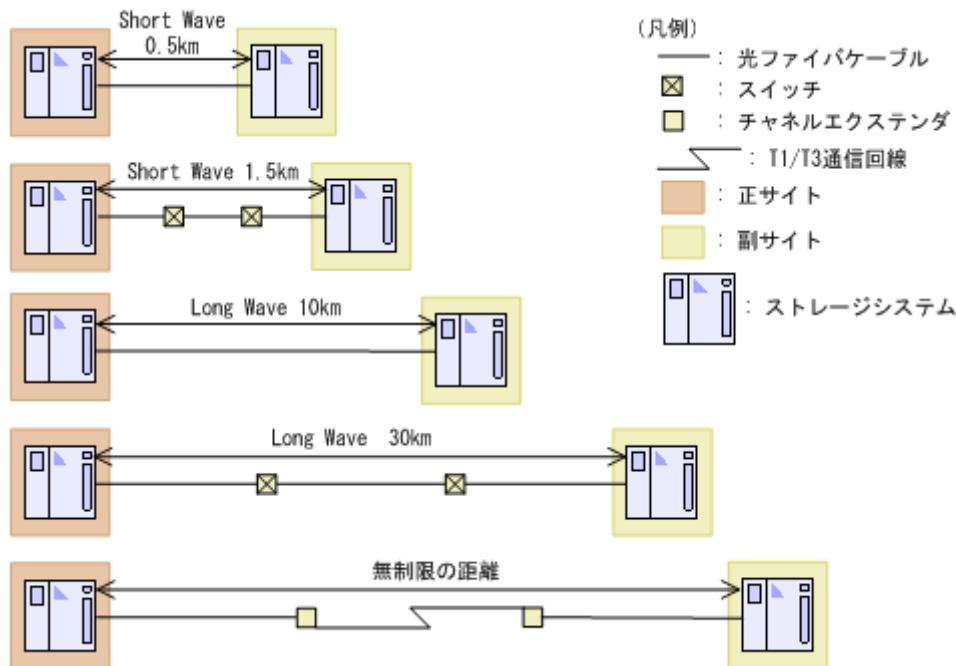 Short Wave
0.5km
Short Wave 1.5km
Long Wave 10km
Long Wave 30km
無制限の距離
(凡例)
: 光ファイバケーブル
: スイッチ
: チャネルエクステンダ
: T1/T3通信回線
: 正サイト
: 副サイト
: ストレージシステム